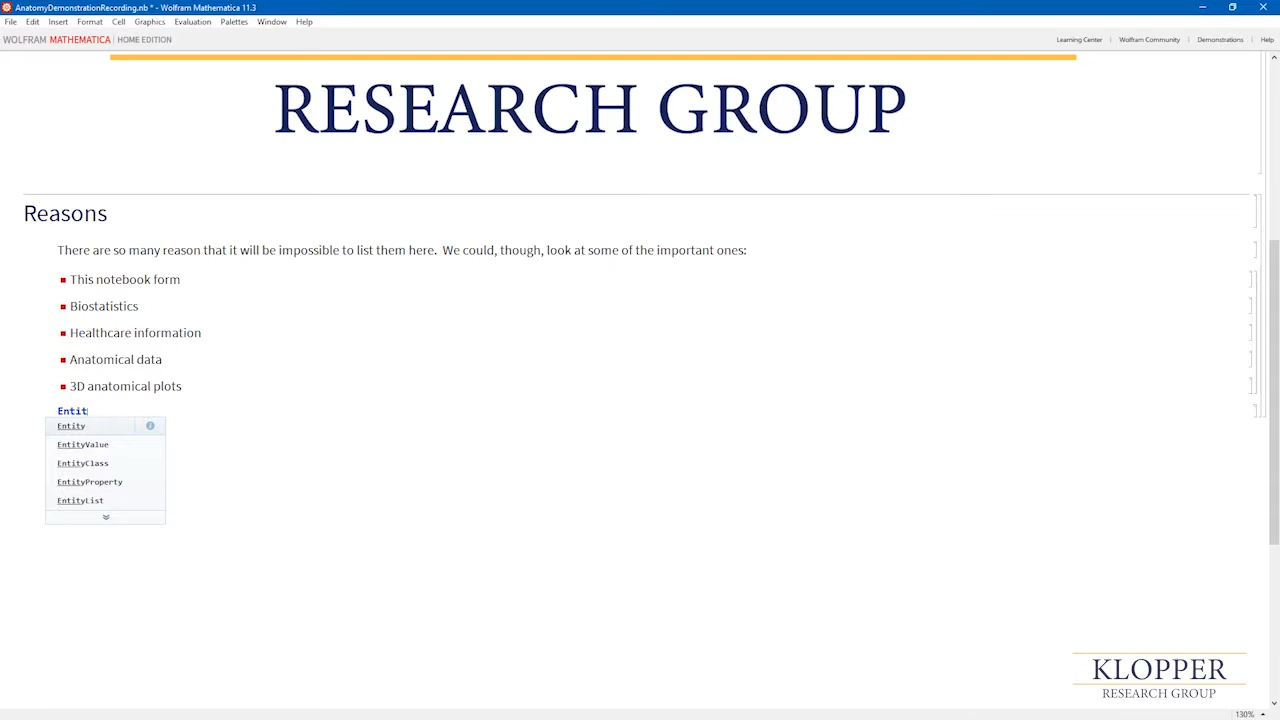 AnatomyDemonstrationRecording.nb * - Wolfram Mathematica 11.3
File Edit Insert Format Cell Graphics Evaluation Palettes Window Help
WOLFRAM MATHEMATICA | HOME EDITION
Learning Center | Wolfram Community | Demonstrations | Help
RESEARCH GROUP
Reasons
There are so many reason that it will be impossible to list them here. We could, though, look at some of the important ones:
This notebook form
Biostatistics
Healthcare information
Anatomical data
3D anatomical plots
Entit
Entity
EntityValue
EntityClass
EntityProperty
EntityList
KLOPPER
RESEARCH GROUP
130%